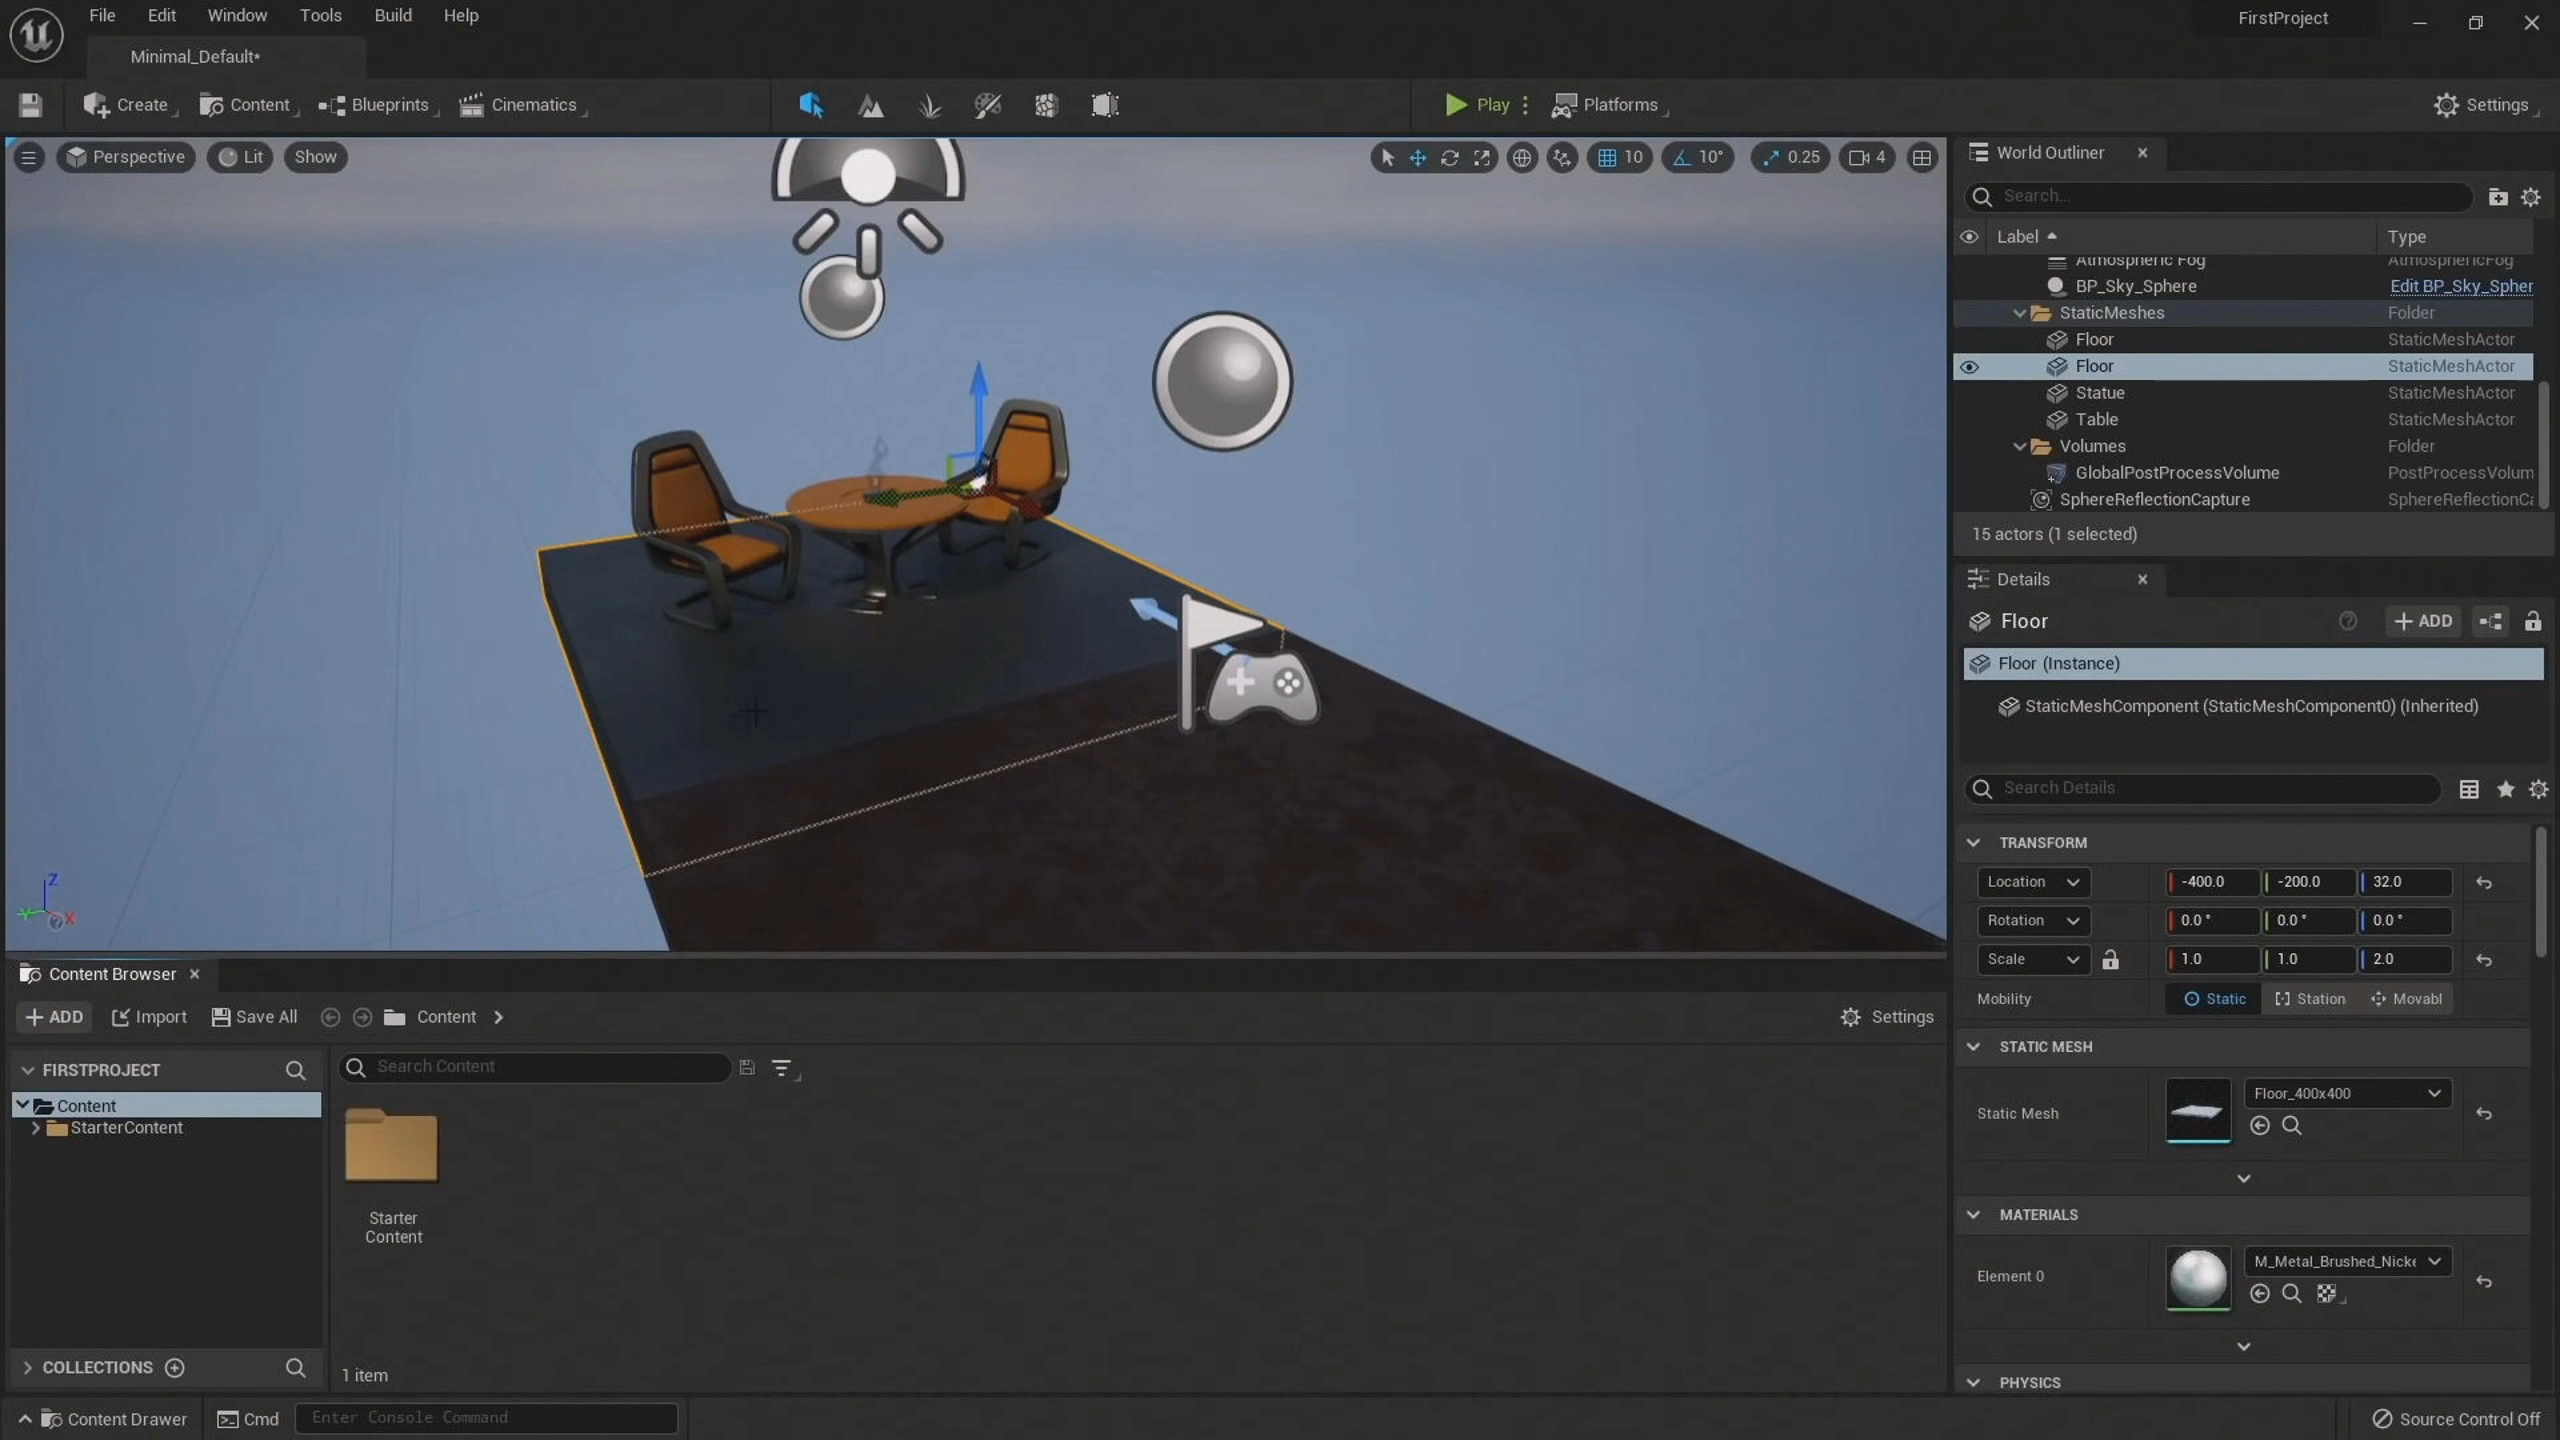 File Edit Window Tools Build Help
FirstProject
Minimal_Default*
Create Content Blueprints Cinematics
Play Platforms
Settings
Perspective Lit Show
10 10° 0.25 4
World Outliner
Search...
Label Type
Atmospheric Fog AtmosphericFog
BP_Sky_Sphere Edit BP_Sky_Spher
StaticMeshes Folder
Floor StaticMeshActor
Floor StaticMeshActor
Statue StaticMeshActor
Table StaticMeshActor
Volumes Folder
GlobalPostProcessVolume PostProcessVolum
SphereReflectionCapture SphereReflectionCa
15 actors (1 selected)
Details
Floor
+ ADD
Floor (Instance)
StaticMeshComponent (StaticMeshComponent0) (Inherited)
Search Details
TRANSFORM
Location -400.0 -200.0 32.0
Rotation 0.0 ° 0.0 ° 0.0 °
Scale 1.0 1.0 2.0
Mobility Static Station Movabl
STATIC MESH
Static Mesh Floor_400x400
MATERIALS
Element 0 M_Metal_Brushed_Nicke
PHYSICS
Z
Y X
Content Browser
+ ADD Import Save All Content
Settings
FIRSTPROJECT
Search Content
Content
StarterContent
Starter
Content
COLLECTIONS
1 item
Content Drawer Cmd Enter Console Command
Source Control Off